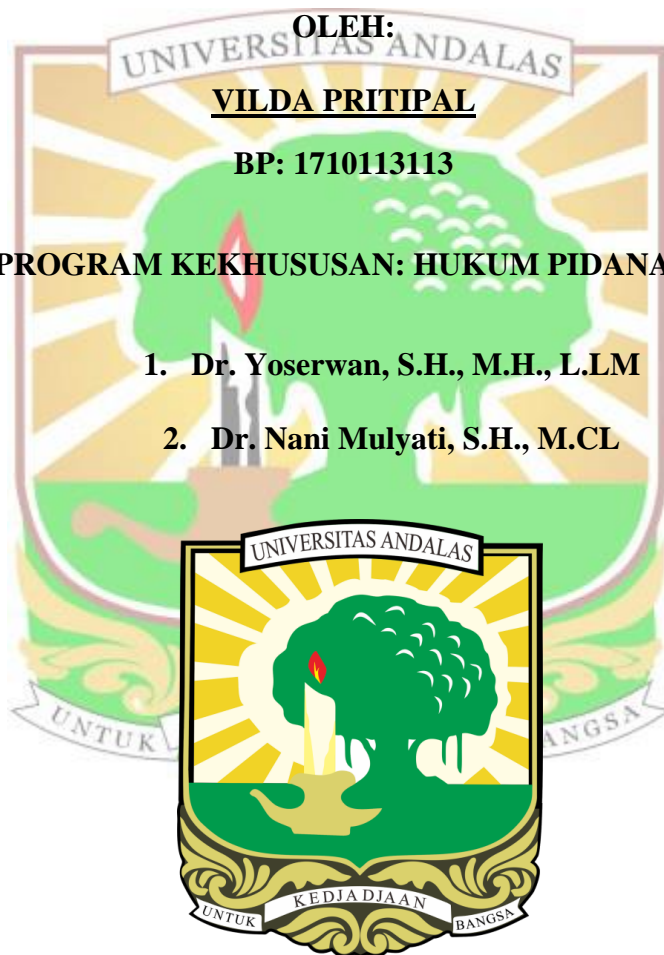 OLEH:
UNIVERSITAS ANDALAS
VILDA PRITIPAL
BP: 1710113113
PROGRAM KEKHUSUSAN: HUKUM PIDANA
1. Dr. Yoserwan, S.H., M.H., L.LM
2. Dr. Nani Mulyati, S.H., M.CL
UNIVERSITAS ANDALAS
UNTUK BANGSA
UNTUK KEDJADJAAN BANGSA